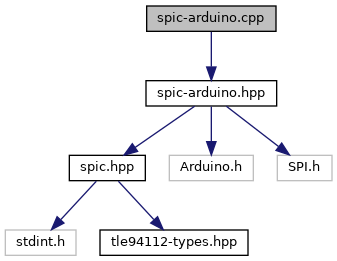 spic-arduino.cpp
spic-arduino.hpp
spic.hpp
Arduino.h
SPI.h
stdint.h
tle94112-types.hpp